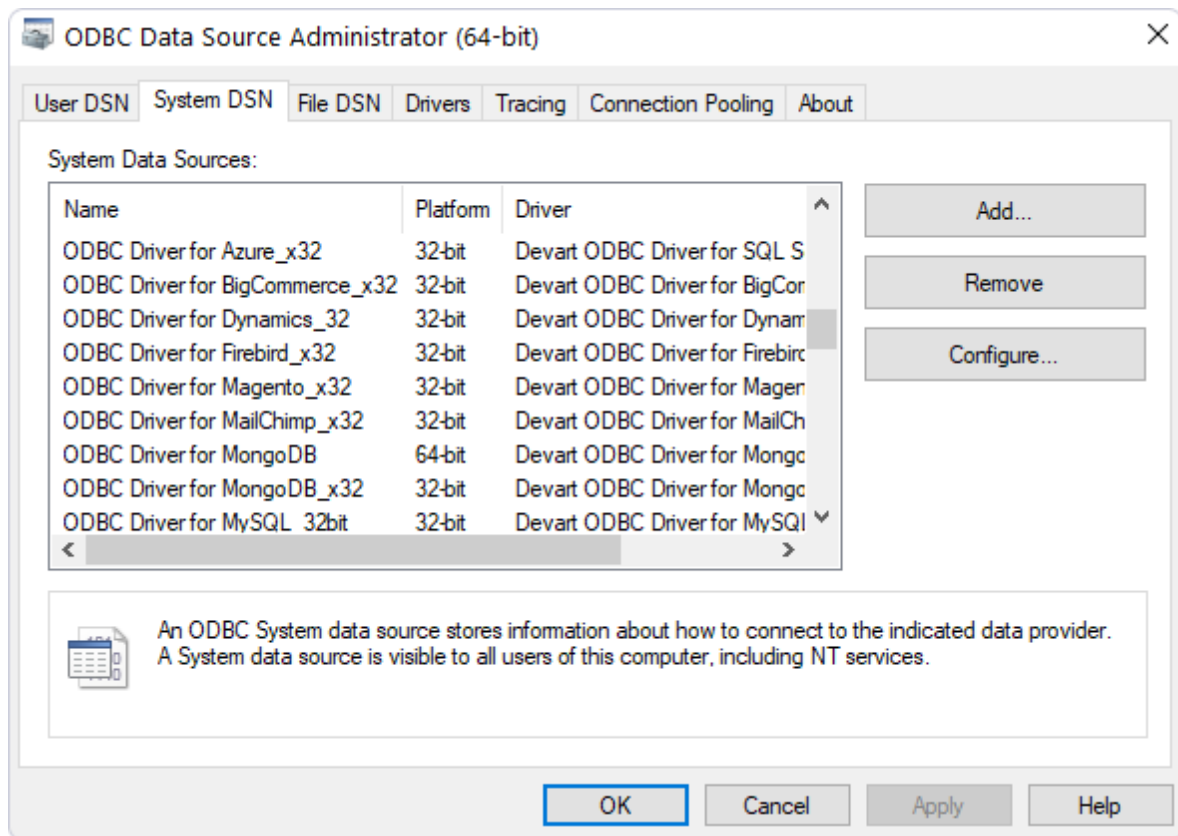 ODBC Data Source Administrator (64-bit)
User DSN System DSN File DSN Drivers Tracing Connection Pooling About
System Data Sources:
Name Platform Driver
ODBC Driver for Azure_x32 32-bit Devart ODBC Driver for SQL S
ODBC Driver for BigCommerce_x32 32-bit Devart ODBC Driver for BigCor
ODBC Driver for Dynamics_32 32-bit Devart ODBC Driver for Dynam
ODBC Driver for Firebird_x32 32-bit Devart ODBC Driver for Firebirc
ODBC Driver for Magento_x32 32-bit Devart ODBC Driver for Magen
ODBC Driver for MailChimp_x32 32-bit Devart ODBC Driver for MailCh
ODBC Driver for MongoDB 64-bit Devart ODBC Driver for Mongo
ODBC Driver for MongoDB_x32 32-bit Devart ODBC Driver for Mongo
ODBC Driver for MySQL_32bit 32-bit Devart ODBC Driver for MySQL
Add...
Remove
Configure...
An ODBC System data source stores information about how to connect to the indicated data provider.
A System data source is visible to all users of this computer, including NT services.
OK Cancel Apply Help